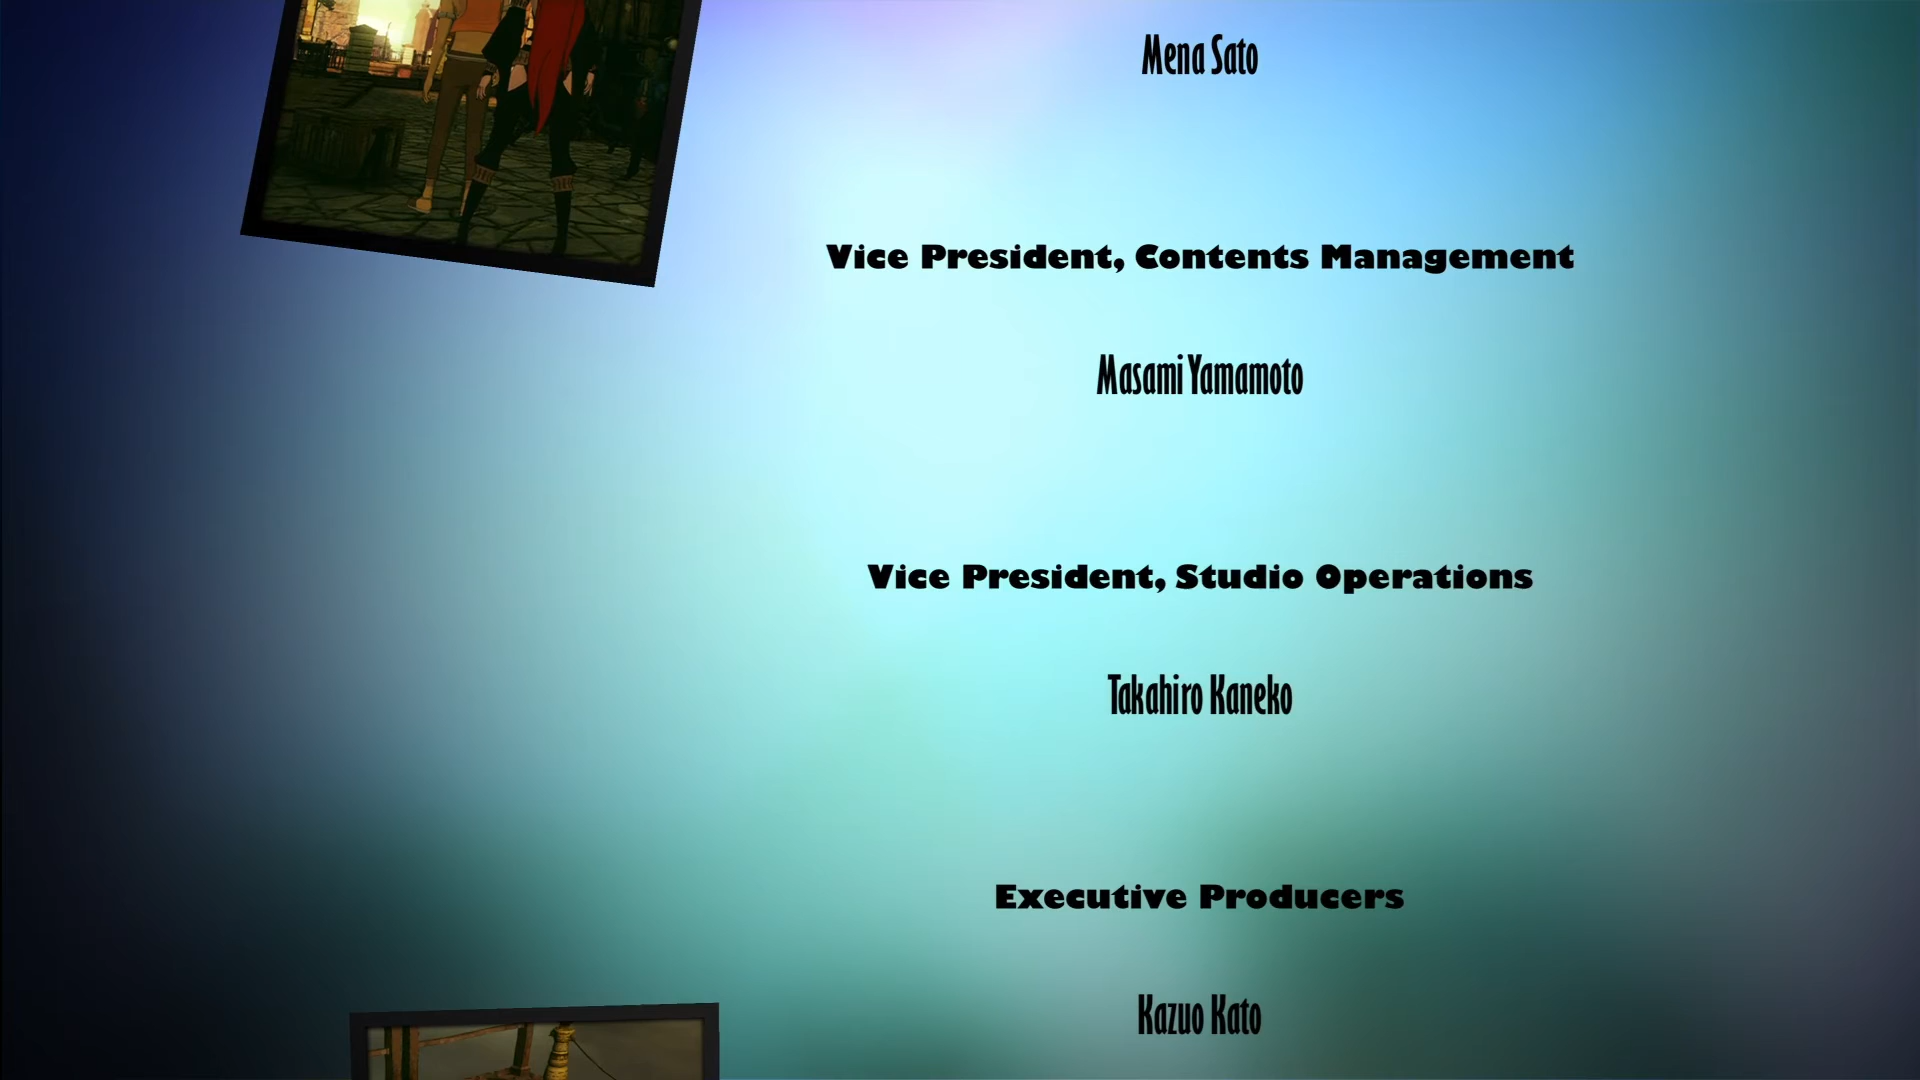 Mena Sato
Vice President, Contents Management
Masami Yamamoto
Vice President, Studio Operations
Takahiro Kaneko
Executive Producers
Kazuo Kato